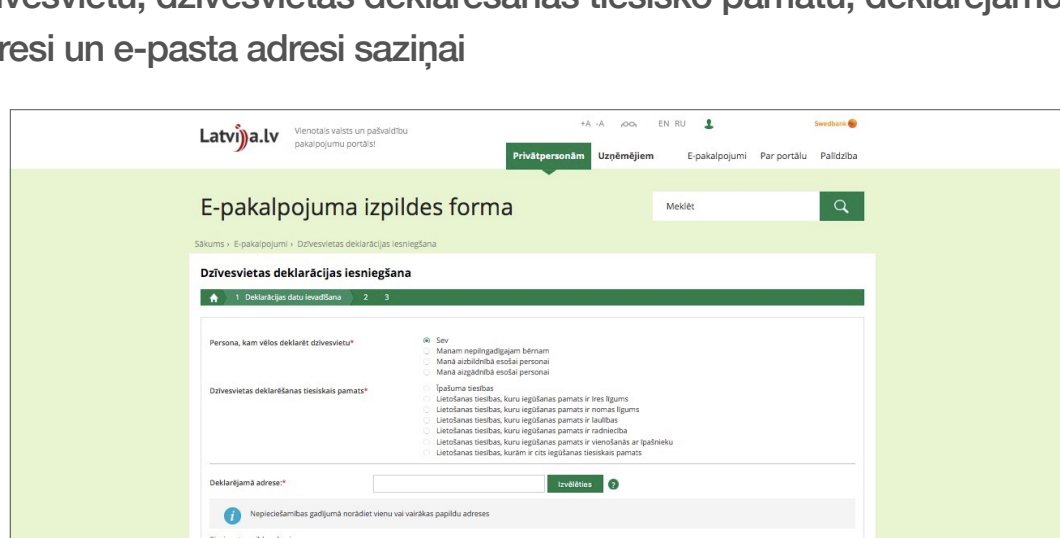 dzīvesvietas deklarēšanas tiesisko pamatu,
resi un e-pasta adresi saziņai
Latvija.lv
Vienotais valsts un pašvaldību
pakalpojumu portāls!
+A -A EN RU
Swedbank
Privātpersonām Uzņēmējiem E-pakalpojumi Par portālu Palīdzība
E-pakalpojuma izpildes forma
Meklēt
Sākums › E-pakalpojumi › Dzīvesvietas deklarācijas iesniegšana
Dzīvesvietas deklarācijas iesniegšana
1 Deklarācijas datu ievadīšana 2 3
Persona, kam vēlos deklarēt dzīvesvietu*
Sev
Manam nepilngadīgajam bērnam
Manā aizbildnībā esošai personai
Manā aizgādnībā esošai personai
Dzīvesvietas deklarēšanas tiesiskais pamats*
Īpašuma tiesības
Lietošanas tiesības, kuru iegūšanas pamats ir īres līgums
Lietošanas tiesības, kuru iegūšanas pamats ir nomas līgums
Lietošanas tiesības, kuru iegūšanas pamats ir laulības
Lietošanas tiesības, kuru iegūšanas pamats ir radniecība
Lietošanas tiesības, kuru iegūšanas pamats ir vienošanās ar īpašnieku
Lietošanas tiesības, kurām ir cits iegūšanas tiesiskais pamats
Deklarējamā adrese:*
Izvēlēties ?
i Nepieciešamības gadījumā norādiet vienu vai vairākas papildu adreses